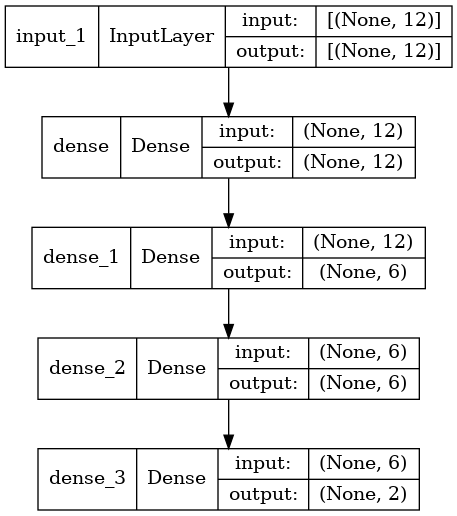 input_1 InputLayer input: [(None, 12)]
output: [(None, 12)]
dense Dense input: (None, 12)
output: (None, 12)
dense_1 Dense input: (None, 12)
output: (None, 6)
dense_2 Dense input: (None, 6)
output: (None, 6)
dense_3 Dense input: (None, 6)
output: (None, 2)